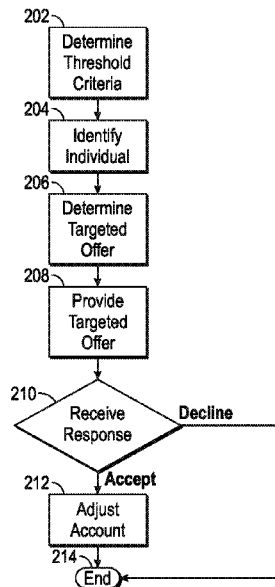 202
Determine
Threshold
Criteria
204
Identify
Individual
206
Determine
Targeted
Offer
208
Provide
Targeted
Offer
210
Receive
Response
Decline
Accept
212
Adjust
Account
214
End